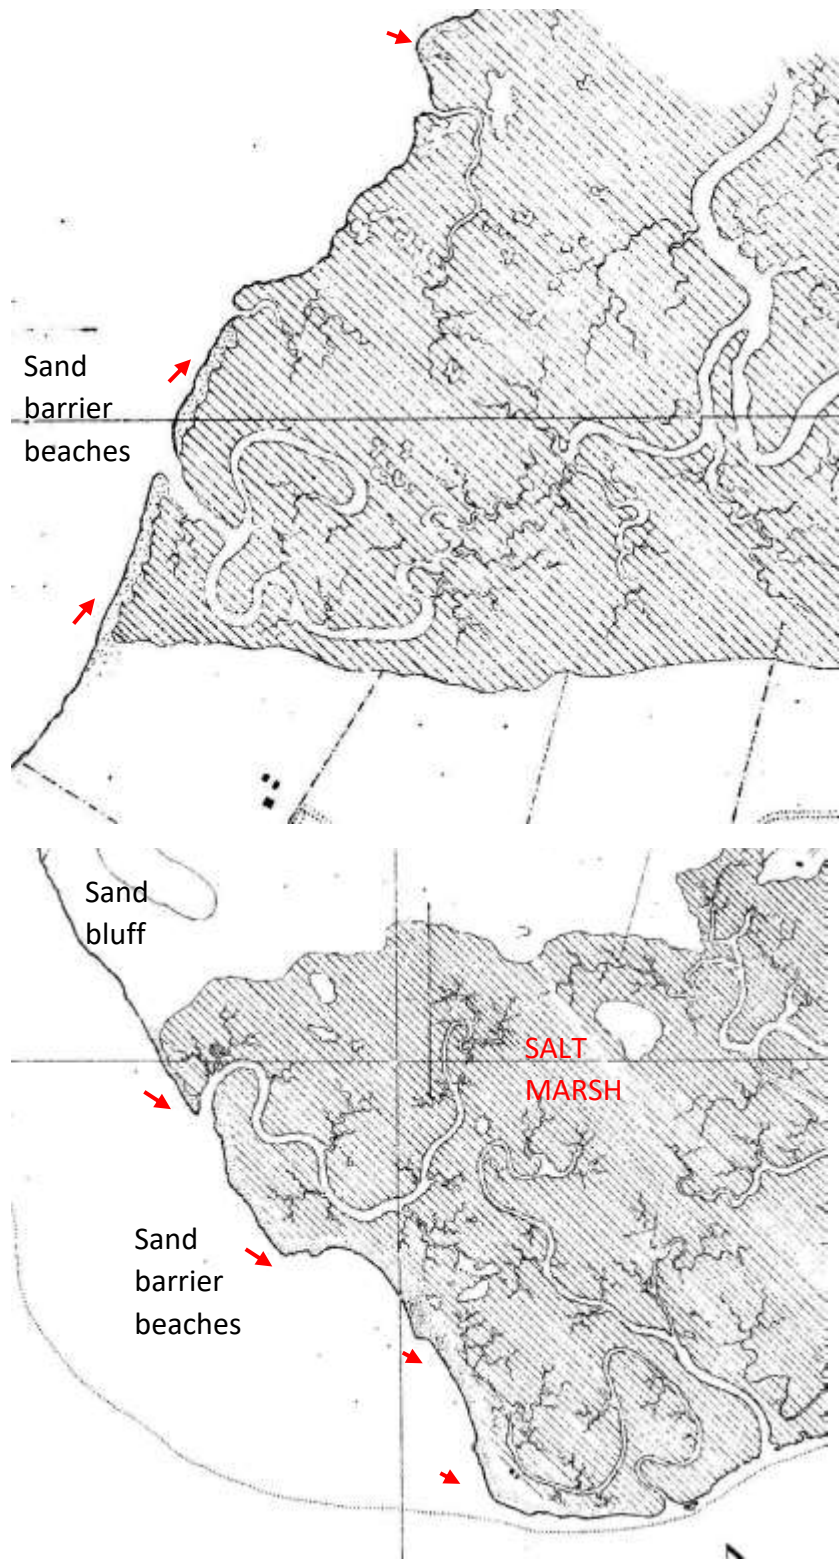 Sand
barrier
beaches
Sand
bluff
SALT
MARSH
Sand
barrier
beaches